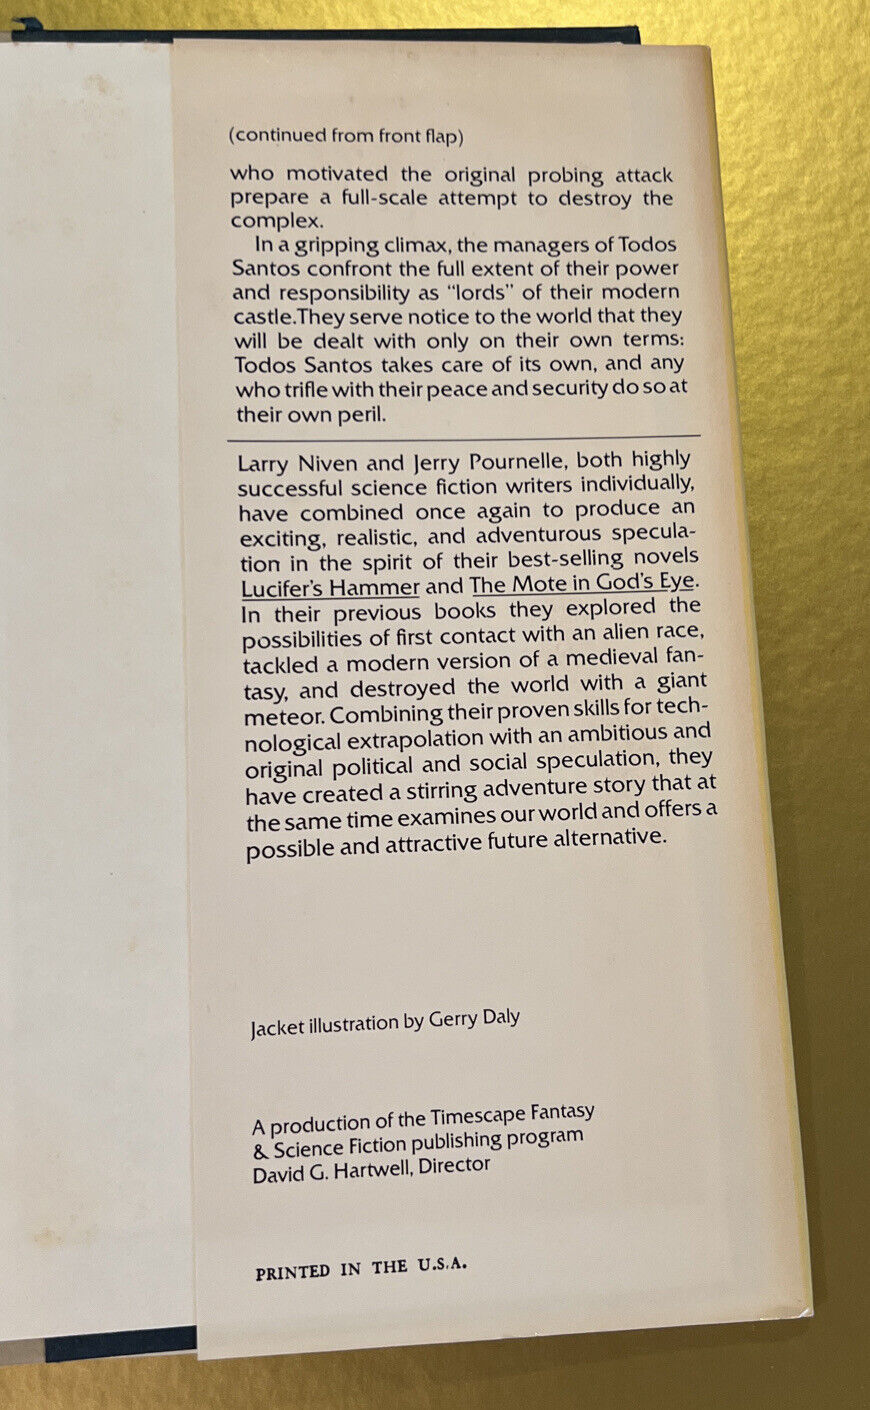 (continued from front flap)
who motivated the original probing attack
prepare a full-scale attempt to destroy the
complex.
In a gripping climax, the managers of Todos
Santos confront the full extent of their power
and responsibility as "lords" of their modern
castle.They serve notice to the world that they
will be dealt with only on their own terms:
Todos Santos takes care of its own, and any
who trifle with their peace and security do so at
their own peril.
Larry Niven and Jerry Pournelle, both highly
successful science fiction writers individually,
have combined once again to produce an
exciting, realistic, and adventurous specula-
tion in the spirit of their best-selling novels
Lucifer's Hammer and The Mote in God's Eye.
In their previous books they explored the
possibilities of first contact with an alien race,
tackled a modern version of a medieval fan-
tasy, and destroyed the world with a giant
meteor. Combining their proven skills for tech-
nological extrapolation with an ambitious and
original political and social speculation, they
have created a stirring adventure story that at
the same time examines our world and offers a
possible and attractive future alternative.
Jacket illustration by Gerry Daly
A production of the Timescape Fantasy
& Science Fiction publishing program
David G. Hartwell, Director
PRINTED IN THE U.S.A.